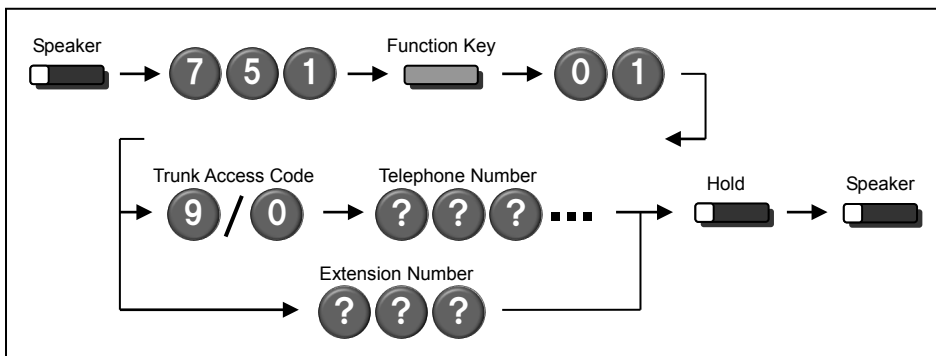 Speaker
7 5 1
Function Key
0 1
Trunk Access Code
9 / 0
Telephone Number
? ? ? ...
Hold
Speaker
Extension Number
? ? ?